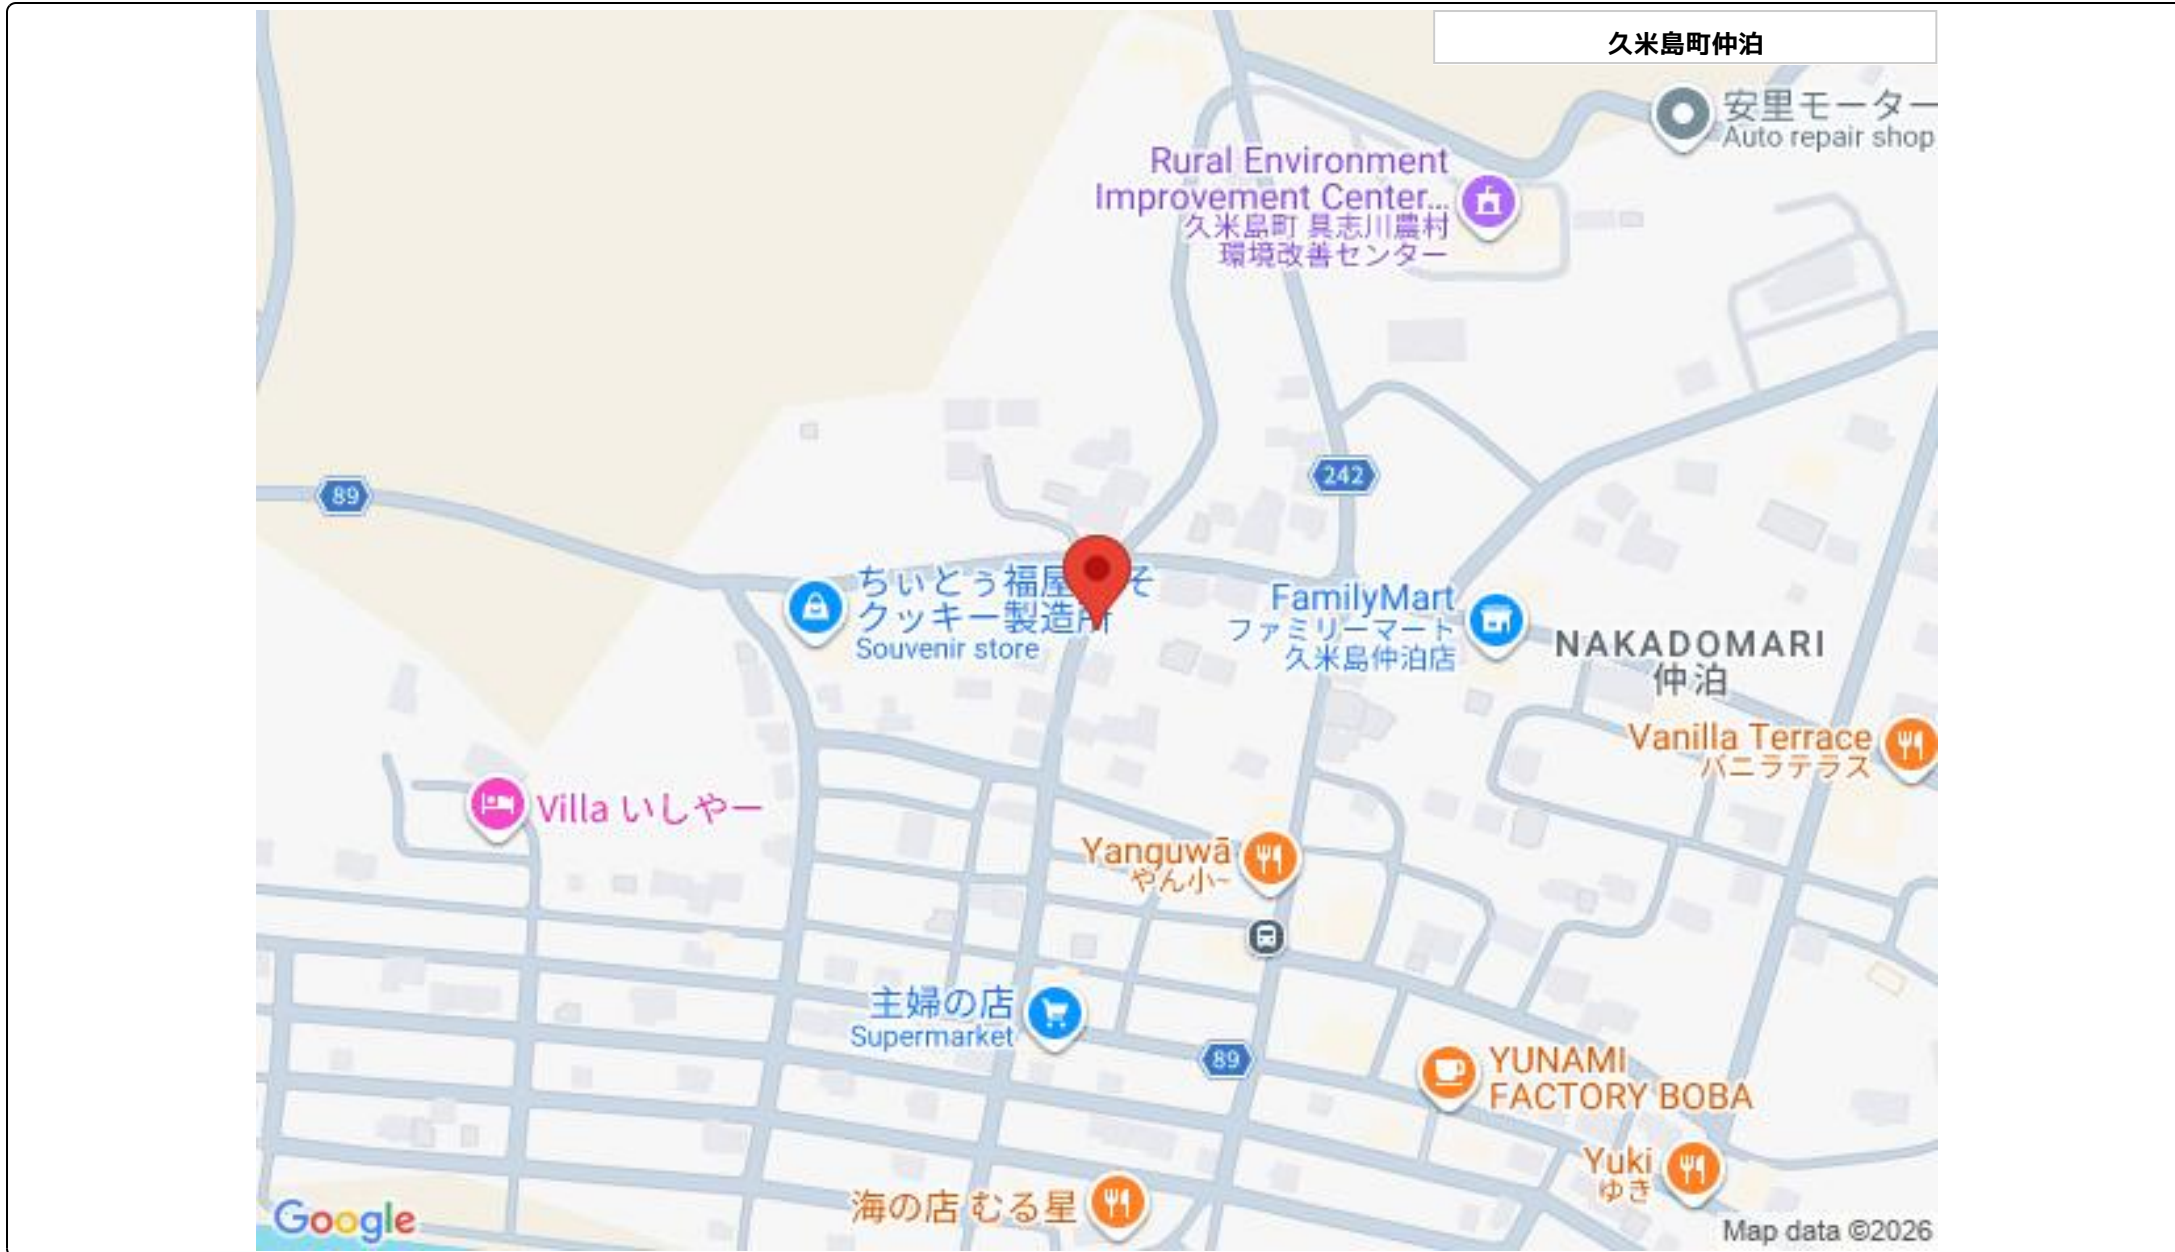 久米島町仲泊
安里モーター
Auto repair shop
Rural Environment
Improvement Center...
久米島町 具志川農村
環境改善センター
242
89
ちぃとぅ福屋 そ
クッキー製造所
Souvenir store
FamilyMart
ファミリーマート
久米島仲泊店
NAKADOMARI
仲泊
Vanilla Terrace
バニラテラス
Villa いしやー
Yanguwā
やん小~
主婦の店
Supermarket
89
YUNAMI
FACTORY BOBA
Yuki
ゆき
海の店 むる星
Google
Map data ©2026